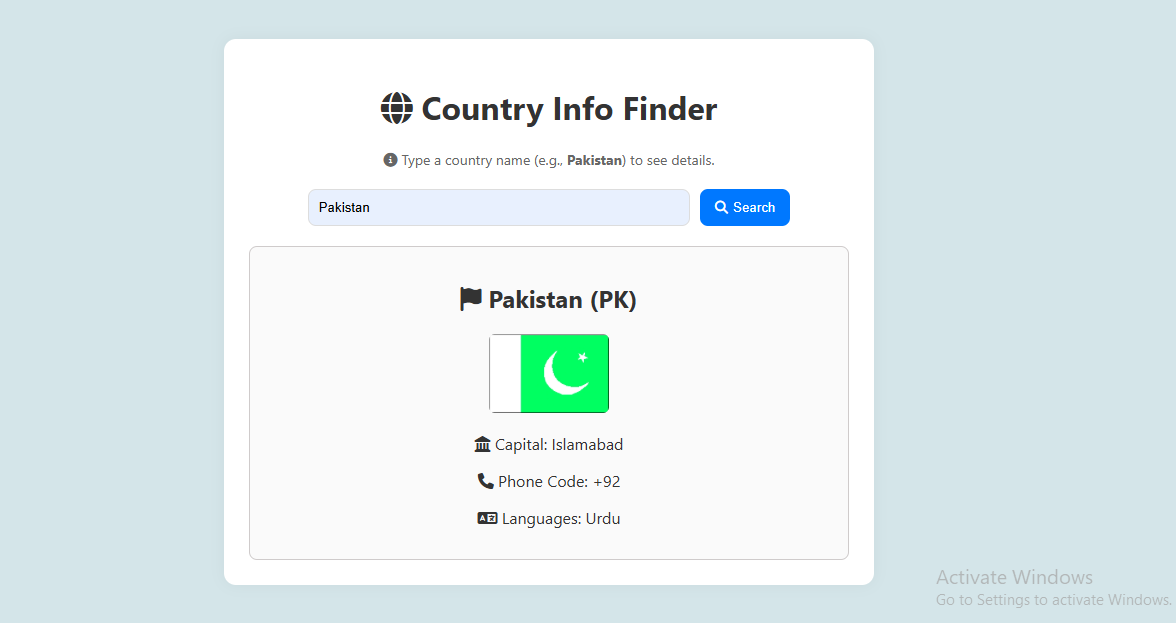 Country Info Finder
Type a country name (e.g., Pakistan) to see details.
Pakistan
Search
Pakistan (PK)
Capital: Islamabad
Phone Code: +92
Languages: Urdu
Activate Windows
Go to Settings to activate Windows.